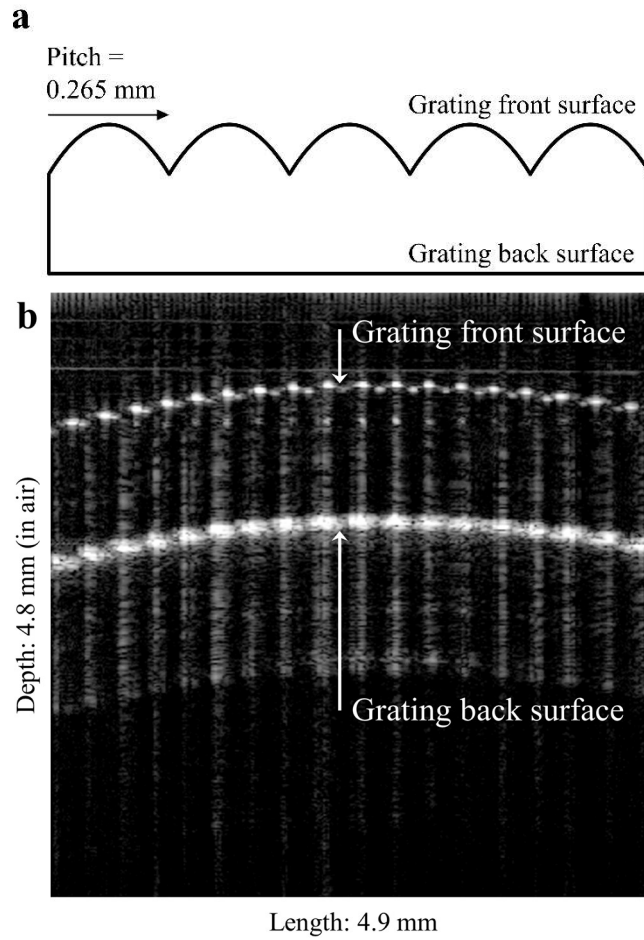 a
Pitch =
0.265 mm
Grating front surface
Grating back surface
b
Grating front surface
Depth: 4.8 mm (in air)
Grating back surface
Length: 4.9 mm